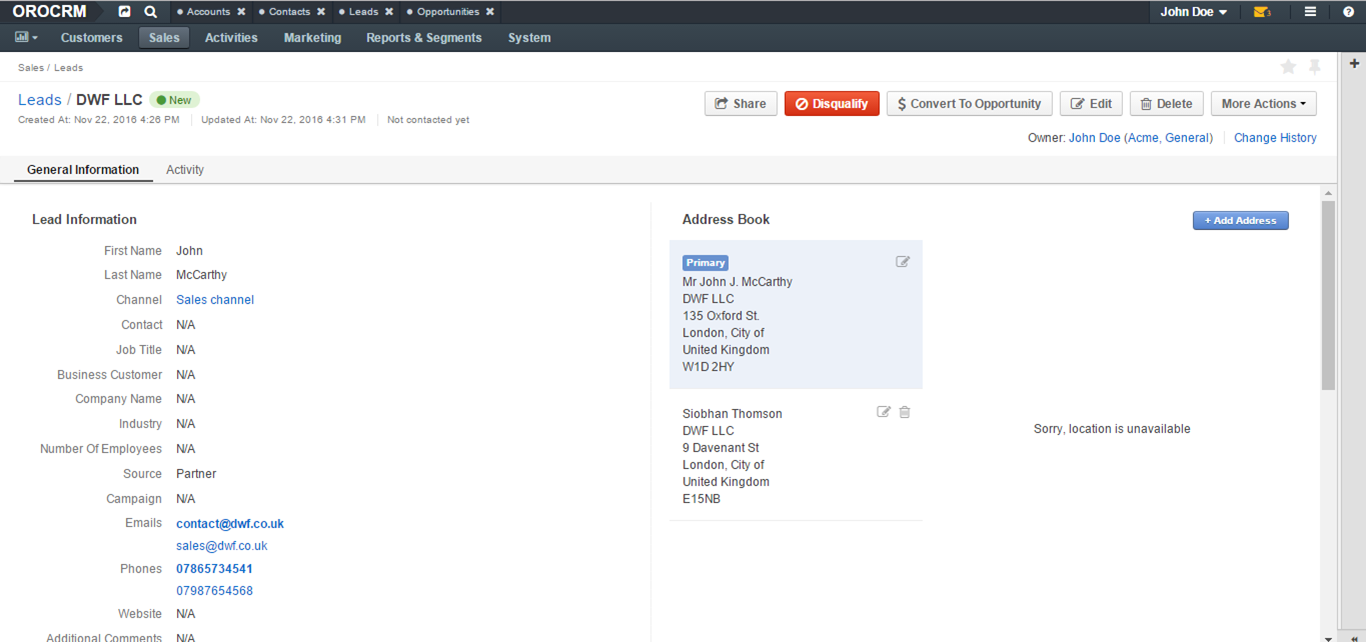 OROCRM
Accounts Contacts Leads Opportunities
John Doe 3
Customers Sales Activities Marketing Reports & Segments System
Sales / Leads
Leads / DWF LLC New
Share Disqualify Convert To Opportunity Edit Delete More Actions
Created At: Nov 22, 2016 4:26 PM Updated At: Nov 22, 2016 4:31 PM Not contacted yet
Owner: John Doe (Acme, General) Change History
General Information Activity
Lead Information
First Name John
Last Name McCarthy
Channel Sales channel
Contact N/A
Job Title N/A
Business Customer N/A
Company Name N/A
Industry N/A
Number Of Employees N/A
Source Partner
Campaign N/A
Emails contact@dwf.co.uk
sales@dwf.co.uk
Phones 07865734541
07987654568
Website N/A
Additional Comments N/A
Address Book
+ Add Address
Primary
Mr John J. McCarthy
DWF LLC
135 Oxford St.
London, City of
United Kingdom
W1D 2HY
Siobhan Thomson
DWF LLC
9 Davenant St
London, City of
United Kingdom
E15NB
Sorry, location is unavailable